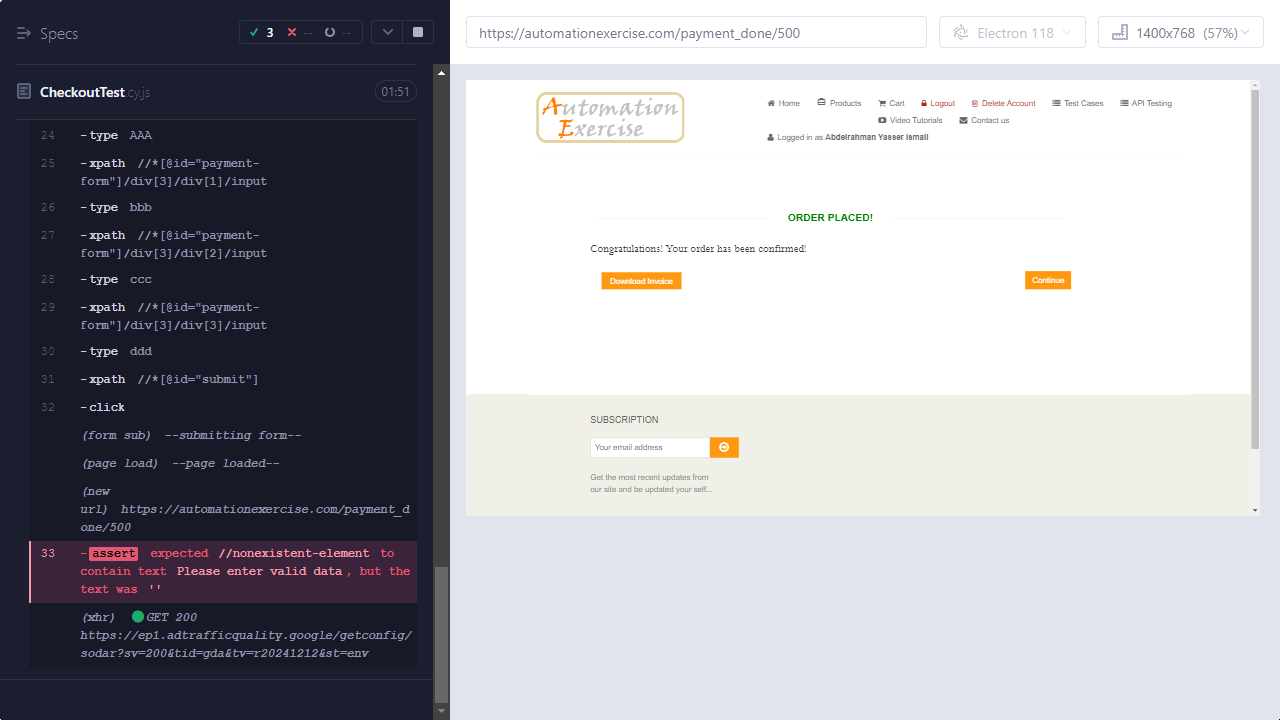 Specs
3 -- --
CheckoutTest.cy.js 01:51
24 -type AAA
25 -xpath //*[@id="payment-
form"]/div[3]/div[1]/input
26 -type bbb
27 -xpath //*[@id="payment-
form"]/div[3]/div[2]/input
28 -type ccc
29 -xpath //*[@id="payment-
form"]/div[3]/div[3]/input
30 -type ddd
31 -xpath //*[@id="submit"]
32 -click
(form sub) --submitting form--
(page load) --page loaded--
(new
url) https://automationexercise.com/payment_d
one/500
33 -assert expected //nonexistent-element to
contain text Please enter valid data, but the
text was ''
(xhr) GET 200
https://ep1.adtrafficquality.google/getconfig/
sodar?sv=200&tid=gda&tv=r20241212&st=env
https://automationexercise.com/payment_done/500
Electron 118
1400x768 (57%)
Automation
Exercise
Home Products Cart Logout Delete Account Test Cases API Testing
Video Tutorials Contact us
Logged in as Abdelrahman Yasser Ismail
ORDER PLACED!
Congratulations! Your order has been confirmed!
Download Invoice Continue
SUBSCRIPTION
Your email address
Get the most recent updates from
our site and be updated your self...